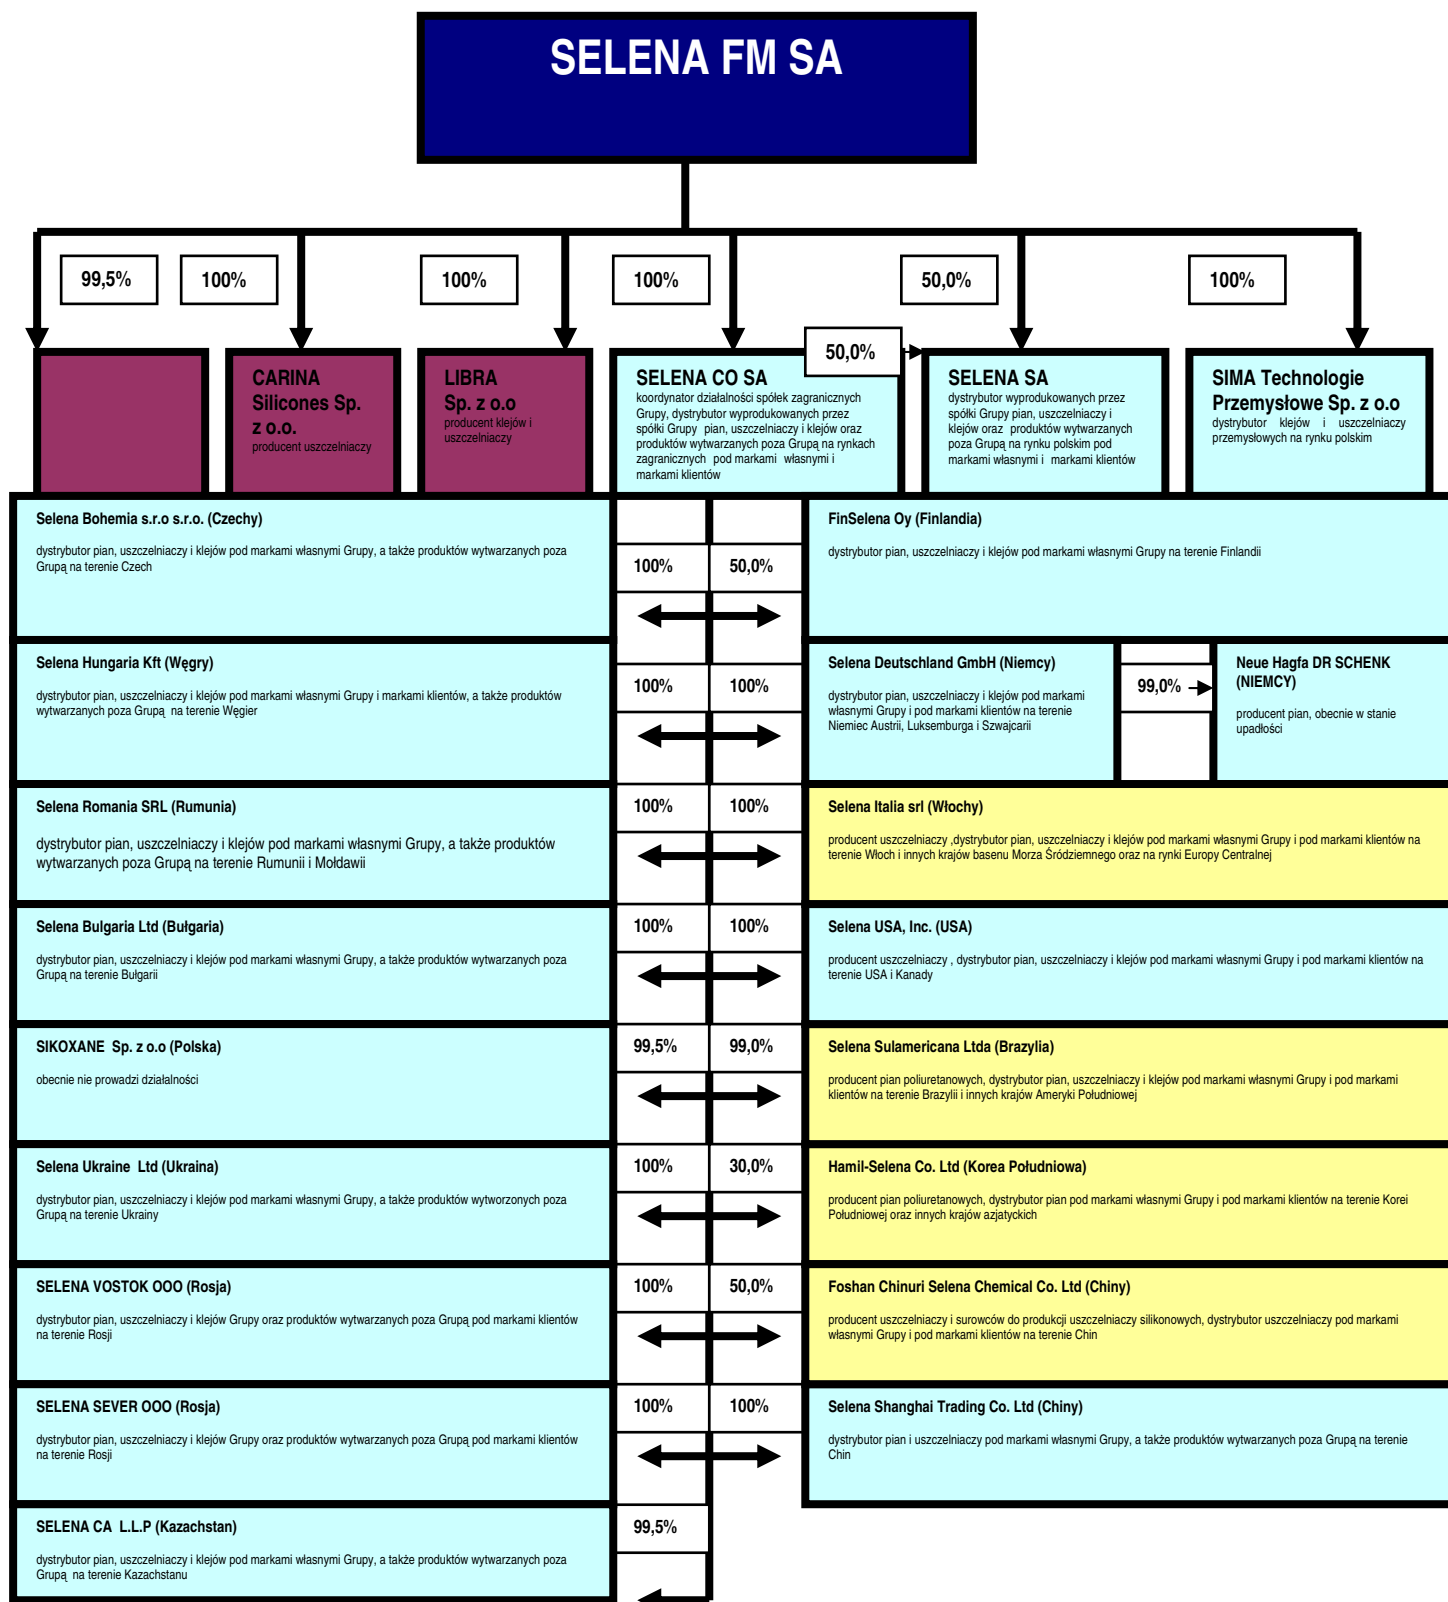 SELENA FM SA
99,5%
100%
100%
100%
50,0%
100%
50,0%
CARINA
Silicones Sp.
z o.o.
producent uszczelniaczy
LIBRA
Sp. z o.o
producent klejów i
uszczelniaczy
SELENA CO SA
koordynator działalności spółek zagranicznych
Grupy, dystrybutor wyprodukowanych przez
spółki Grupy pian, uszczelniaczy i klejów oraz
produktów wytwarzanych poza Grupą na rynkach
zagranicznych pod markami własnymi i
markami klientów
SELENA SA
dystrybutor wyprodukowanych przez
spółki Grupy pian, uszczelniaczy i
klejów oraz produktów wytwarzanych
poza Grupą na rynku polskim pod
markami własnymi i markami klientów
SIMA Technologie
Przemysłowe Sp. z o.o
dystrybutor klejów i uszczelniaczy
przemysłowych na rynku polskim
Selena Bohemia s.r.o s.r.o. (Czechy)
dystrybutor pian, uszczelniaczy i klejów pod markami własnymi Grupy, a także produktów wytwarzanych poza
Grupą na terenie Czech
100%
50,0%
FinSelena Oy (Finlandia)
dystrybutor pian, uszczelniaczy i klejów pod markami własnymi Grupy na terenie Finlandii
Selena Hungaria Kft (Węgry)
dystrybutor pian, uszczelniaczy i klejów pod markami własnymi Grupy i markami klientów, a także produktów
wytwarzanych poza Grupą na terenie Węgier
100%
100%
Selena Deutschland GmbH (Niemcy)
dystrybutor pian, uszczelniaczy i klejów pod markami
własnymi Grupy i pod markami klientów na terenie
Niemiec Austrii, Luksemburga i Szwajcarii
99,0%
Neue Hagfa DR SCHENK
(NIEMCY)
producent pian, obecnie w stanie
upadłości
Selena Romania SRL (Rumunia)
dystrybutor pian, uszczelniaczy i klejów pod markami własnymi Grupy, a także produktów
wytwarzanych poza Grupą na terenie Rumunii i Mołdawii
100%
100%
Selena Italia srl (Włochy)
producent uszczelniaczy ,dystrybutor pian, uszczelniaczy i klejów pod markami własnymi Grupy i pod markami klientów na
terenie Włoch i innych krajów basenu Morza Śródziemnego oraz na rynki Europy Centralnej
Selena Bulgaria Ltd (Bułgaria)
dystrybutor pian, uszczelniaczy i klejów pod markami własnymi Grupy, a także produktów wytwarzanych poza
Grupą na terenie Bułgarii
100%
100%
Selena USA, Inc. (USA)
producent uszczelniaczy , dystrybutor pian, uszczelniaczy i klejów pod markami własnymi Grupy i pod markami klientów na
terenie USA i Kanady
SIKOXANE Sp. z o.o (Polska)
obecnie nie prowadzi działalności
99,5%
99,0%
Selena Sulamericana Ltda (Brazylia)
producent pian poliuretanowych, dystrybutor pian, uszczelniaczy i klejów pod markami własnymi Grupy i pod markami
klientów na terenie Brazylii i innych krajów Ameryki Południowej
Selena Ukraine Ltd (Ukraina)
dystrybutor pian, uszczelniaczy i klejów pod markami własnymi Grupy, a także produktów wytworzonych poza
Grupą na terenie Ukrainy
100%
30,0%
Hamil-Selena Co. Ltd (Korea Południowa)
producent pian poliuretanowych, dystrybutor pian pod markami własnymi Grupy i pod markami klientów na terenie Korei
Południowej oraz innych krajów azjatyckich
SELENA VOSTOK OOO (Rosja)
dystrybutor pian, uszczelniaczy i klejów Grupy oraz produktów wytwarzanych poza Grupą pod markami klientów
na terenie Rosji
100%
50,0%
Foshan Chinuri Selena Chemical Co. Ltd (Chiny)
producent uszczelniaczy i surowców do produkcji uszczelniaczy silikonowych, dystrybutor uszczelniaczy pod markami
własnymi Grupy i pod markami klientów na terenie Chin
SELENA SEVER OOO (Rosja)
dystrybutor pian, uszczelniaczy i klejów Grupy oraz produktów wytwarzanych poza Grupą pod markami klientów
na terenie Rosji
100%
100%
Selena Shanghai Trading Co. Ltd (Chiny)
dystrybutor pian i uszczelniaczy pod markami własnymi Grupy, a także produktów wytwarzanych poza Grupą na terenie
Chin
SELENA CA L.L.P (Kazachstan)
dystrybutor pian, uszczelniaczy i klejów pod markami własnymi Grupy, a także produktów wytwarzanych poza
Grupą na terenie Kazachstanu
99,5%